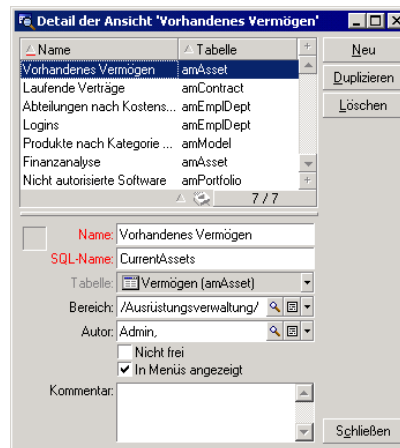 Detail der Ansicht 'Vorhandenes Vermögen'
Name Tabelle
Vorhandenes Vermögen amAsset
Laufende Verträge amContract
Abteilungen nach Kostens... amEmplDept
Logins amEmplDept
Produkte nach Kategorie ... amModel
Finanzanalyse amAsset
Nicht autorisierte Software amPortfolio
7 / 7
Neu
Duplizieren
Löschen
Name: Vorhandenes Vermögen
SQL-Name: CurrentAssets
Tabelle: Vermögen (amAsset)
Bereich: /Ausrüstungsverwaltung/
Autor: Admin,
Nicht frei
In Menüs angezeigt
Kommentar:
Schließen